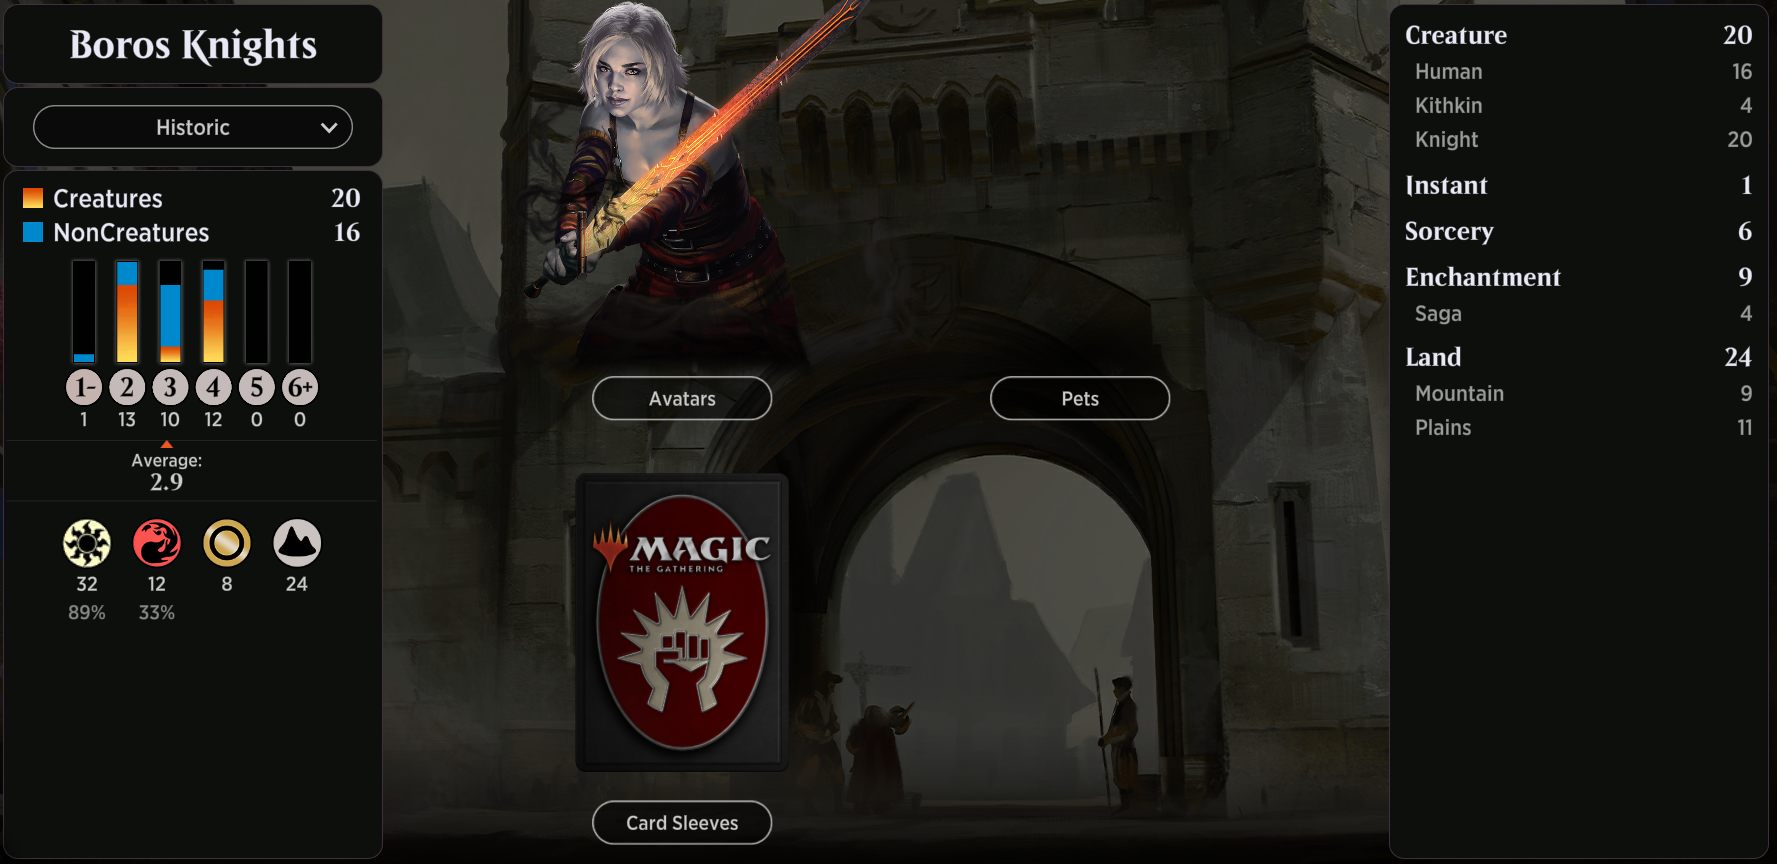 Boros Knights
Historic
Creatures 20
NonCreatures 16
1- 2 3 4 5 6+
1 13 10 12 0 0
Average:
2.9
32 12 8 24
89% 33%
Avatars
Pets
MAGIC
THE GATHERING
Card Sleeves
Creature 20
Human 16
Kithkin 4
Knight 20
Instant 1
Sorcery 6
Enchantment 9
Saga 4
Land 24
Mountain 9
Plains 11